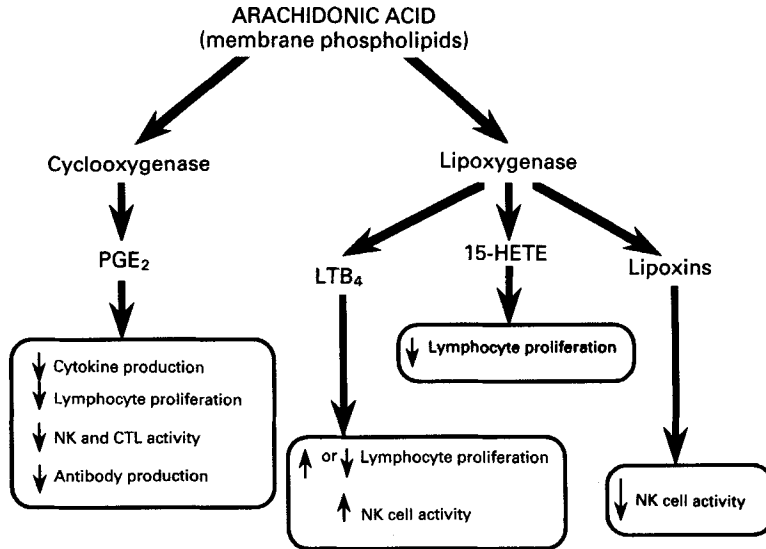 ARACHIDONIC ACID
(membrane phospholipids)
Cyclooxygenase
Lipoxygenase
PGE₂
LTB₄
15-HETE
Lipoxins
↓ Cytokine production
↓ Lymphocyte proliferation
↓ NK and CTL activity
↓ Antibody production
↑ or ↓ Lymphocyte proliferation
↑ NK cell activity
↓ Lymphocyte proliferation
↓ NK cell activity